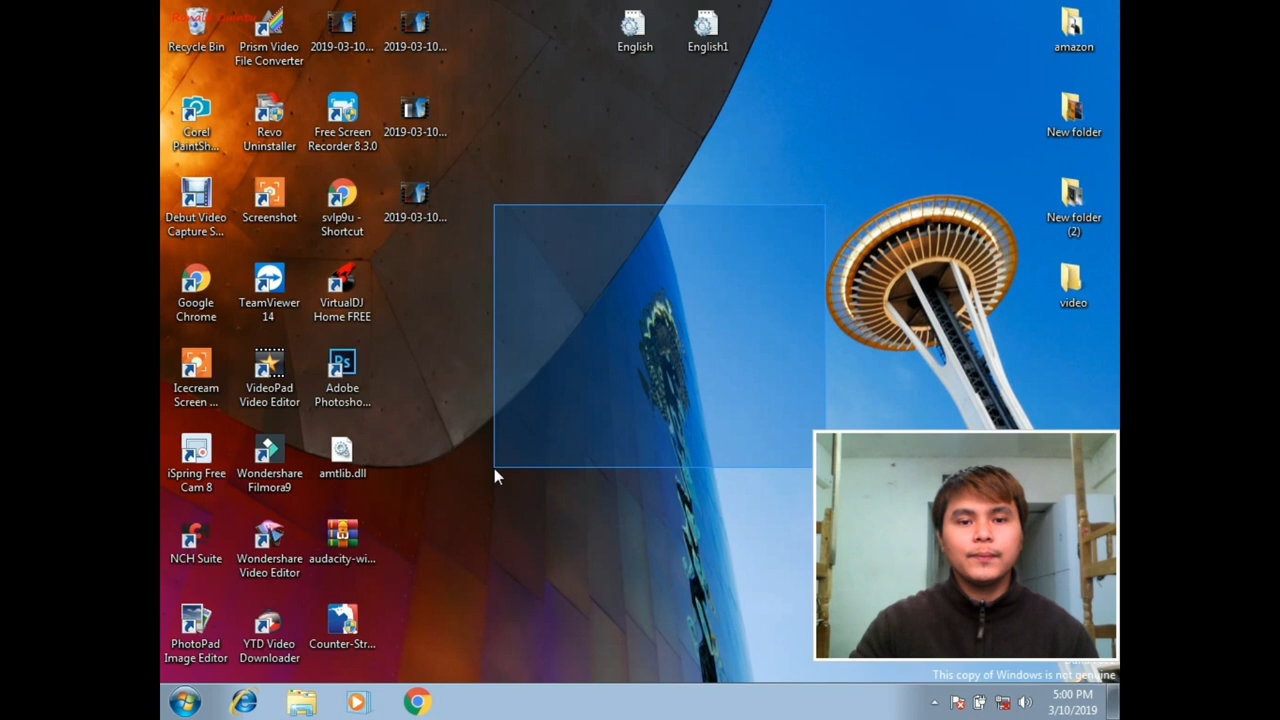 Recycle Bin
Prism Video
File Converter
2019-03-10...
2019-03-10...
English
English1
amazon
Corel
PaintSh...
Revo
Uninstaller
Free Screen
Recorder 8.3.0
2019-03-10...
New folder
Debut Video
Capture S...
Screenshot
svlp9u -
Shortcut
2019-03-10...
New folder
(2)
Google
Chrome
TeamViewer
14
VirtualDJ
Home FREE
video
Icecream
Screen ...
VideoPad
Video Editor
Ps
Adobe
Photosho...
iSpring Free
Cam 8
Wondershare
Filmora9
amtlib.dll
NCH Suite
Wondershare
Video Editor
audacity-wi...
PhotoPad
Image Editor
YTD Video
Downloader
Counter-Str...
This copy of Windows is not genuine
5:00 PM
3/10/2019